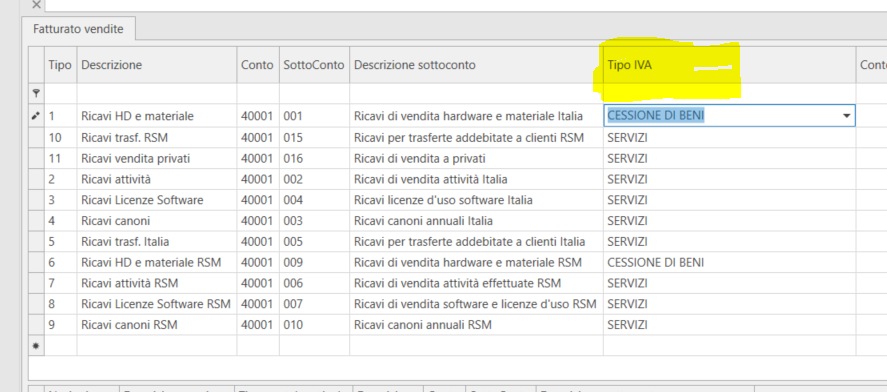 Fatturato vendite
Tipo Descrizione Conto SottoConto Descrizione sottoconto Tipo IVA
1 Ricavi HD e materiale 40001 001 Ricavi di vendita hardware e materiale Italia CESSIONE DI BENI
10 Ricavi trasf. RSM 40001 015 Ricavi per trasferte addebitate a clienti RSM SERVIZI
11 Ricavi vendita privati 40001 016 Ricavi di vendita a privati SERVIZI
2 Ricavi attività 40001 002 Ricavi di vendita attività Italia SERVIZI
3 Ricavi Licenze Software 40001 004 Ricavi licenze d'uso software Italia SERVIZI
4 Ricavi canoni 40001 003 Ricavi canoni annuali Italia SERVIZI
5 Ricavi trasf. Italia 40001 005 Ricavi per trasferte addebitate a clienti Italia SERVIZI
6 Ricavi HD e materiale RSM 40001 009 Ricavi di vendita hardware e materiale RSM CESSIONE DI BENI
7 Ricavi attività RSM 40001 006 Ricavi di vendita attività effettuate RSM SERVIZI
8 Ricavi Licenze Software RSM 40001 007 Ricavi di vendita software e licenze d'uso RSM SERVIZI
9 Ricavi canoni RSM 40001 010 Ricavi canoni annuali RSM SERVIZI